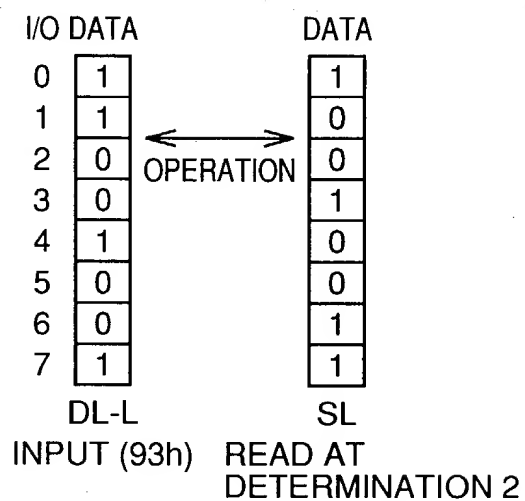 I/O DATA DATA
0 1 1
1 1 0
OPERATION
2 0 0
3 0 1
4 1 0
5 0 0
6 0 1
7 1 1
DL-L SL
INPUT (93h) READ AT
DETERMINATION 2